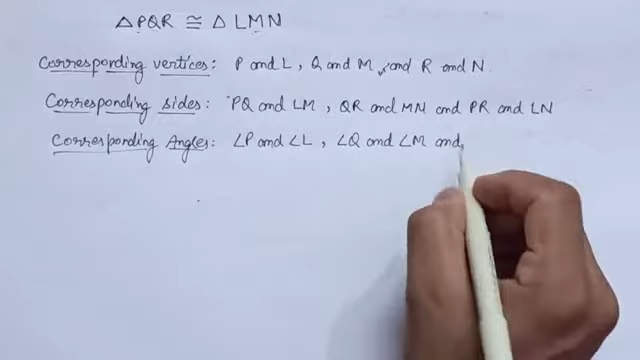 △PQR ≅ △LMN
Corresponding vertices: P and L, Q and M, and R and N.
Corresponding sides: PQ and LM, QR and MN and PR and LN
Corresponding Angles: ∠P and ∠L, ∠Q and ∠M and